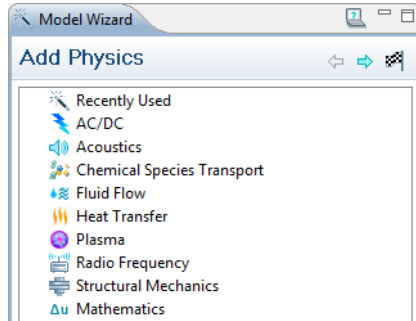 Model Wizard
Add Physics
Recently Used
AC/DC
Acoustics
Chemical Species Transport
Fluid Flow
Heat Transfer
Plasma
Radio Frequency
Structural Mechanics
Δu Mathematics